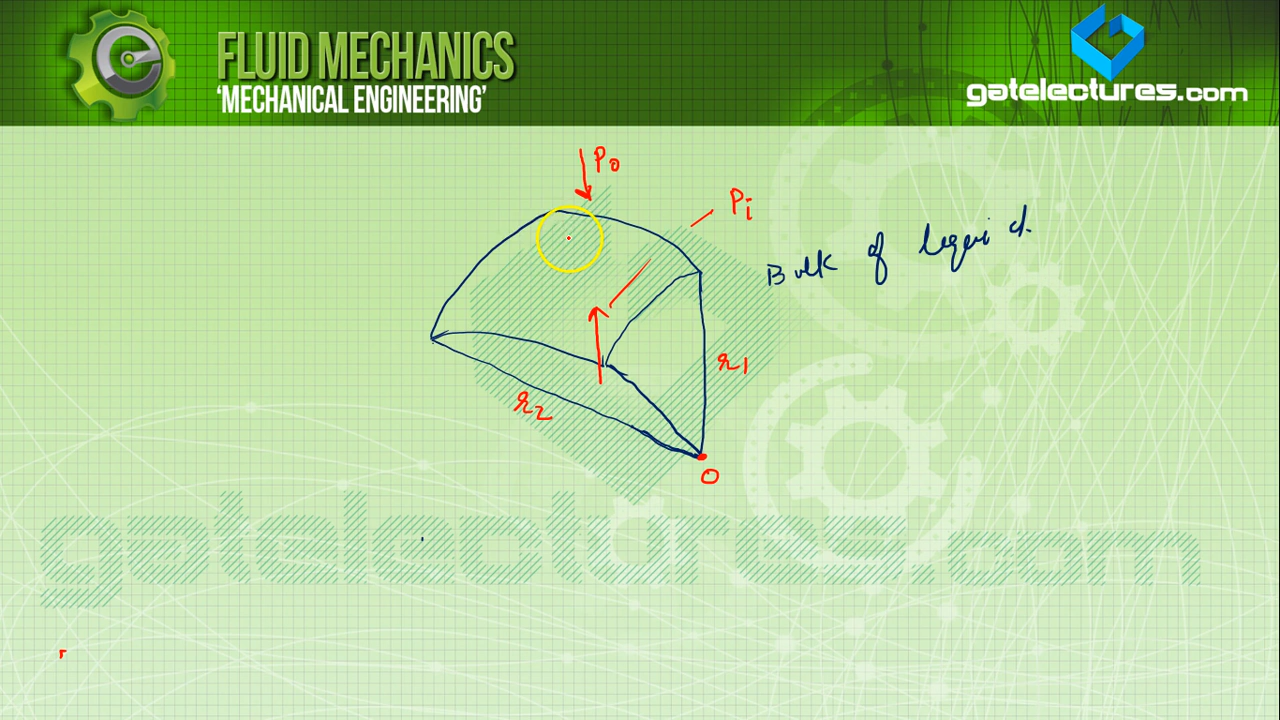 FLUID MECHANICS
'MECHANICAL ENGINEERING'
gatelectures.com
P₀
Pᵢ
Bulk of liquid.
r₁
r₂
O
gatelectures.com